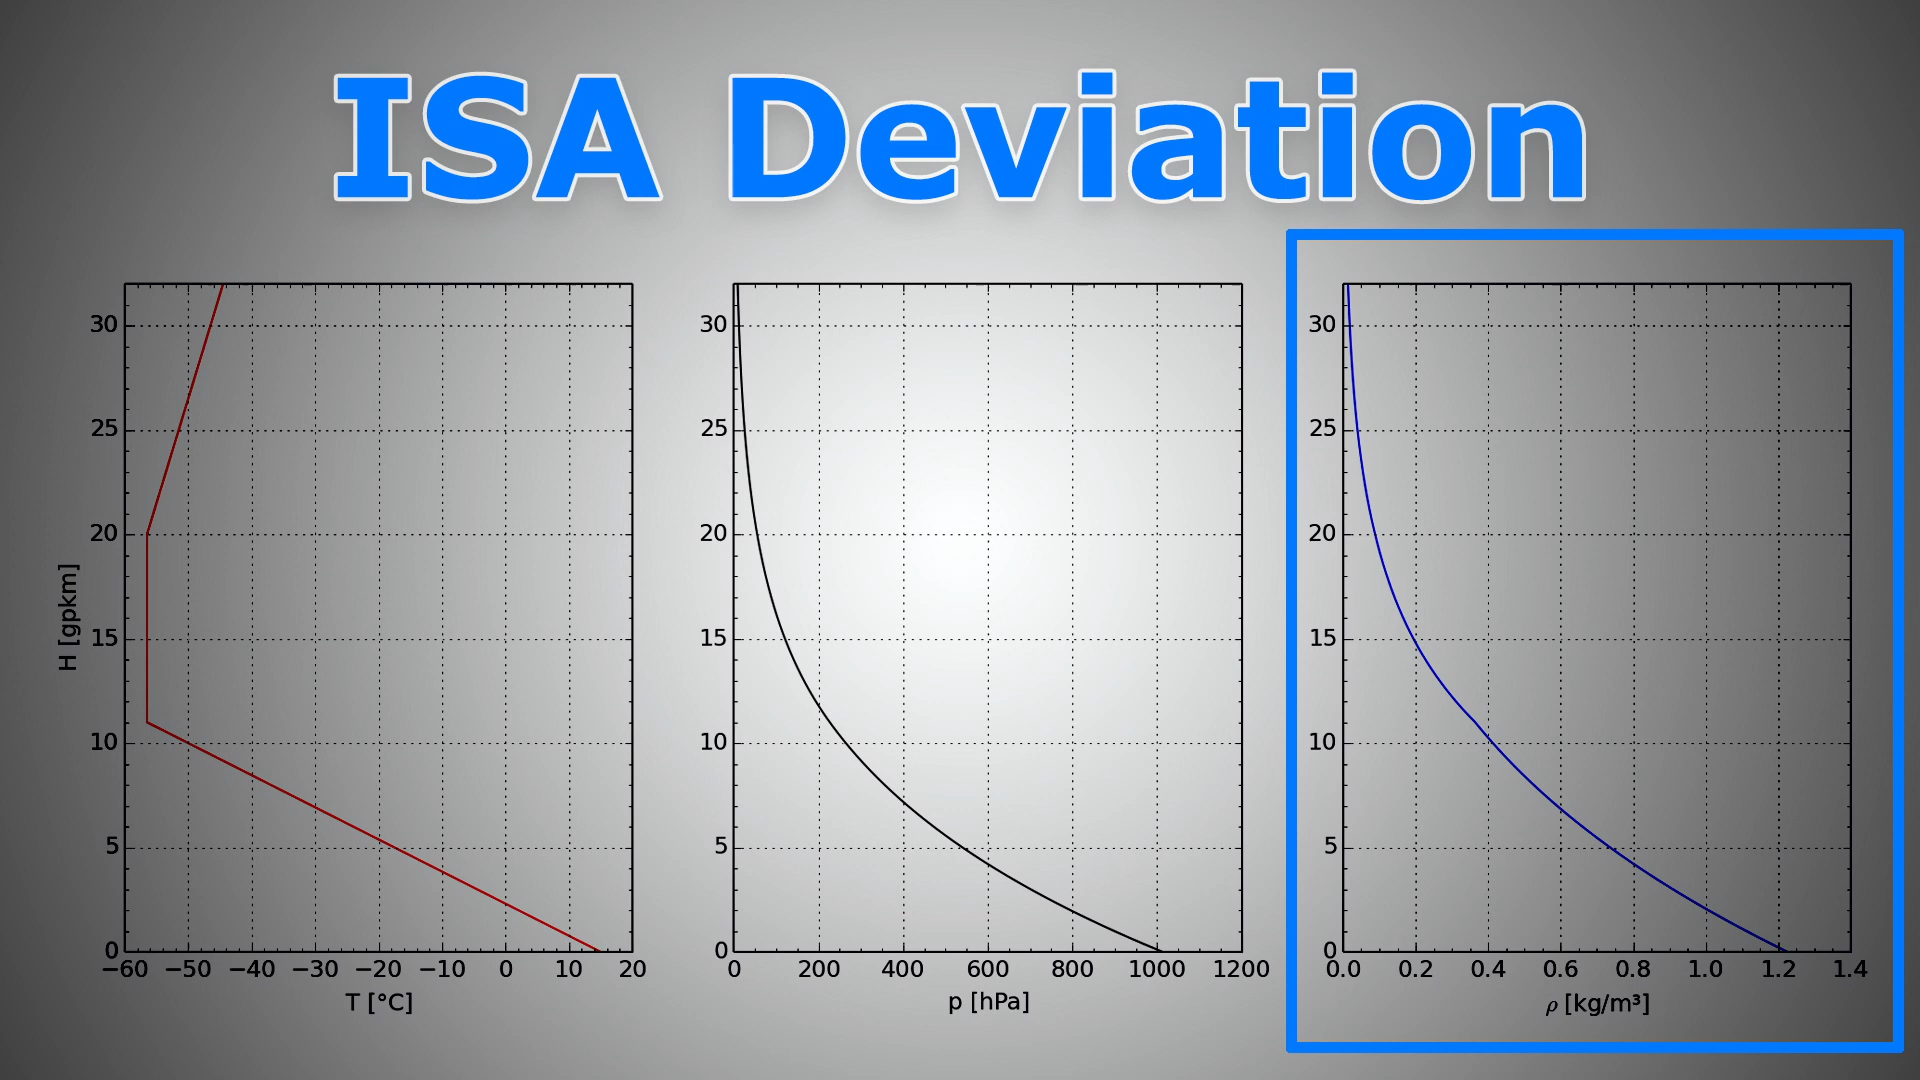 ISA Deviation
H [gpkm]
30
25
20
15
10
5
0
−60 −50 −40 −30 −20 −10 0 10 20
T [°C]
30
25
20
15
10
5
0
0 200 400 600 800 1000 1200
p [hPa]
30
25
20
15
10
5
0
0.0 0.2 0.4 0.6 0.8 1.0 1.2 1.4
ρ [kg/m³]